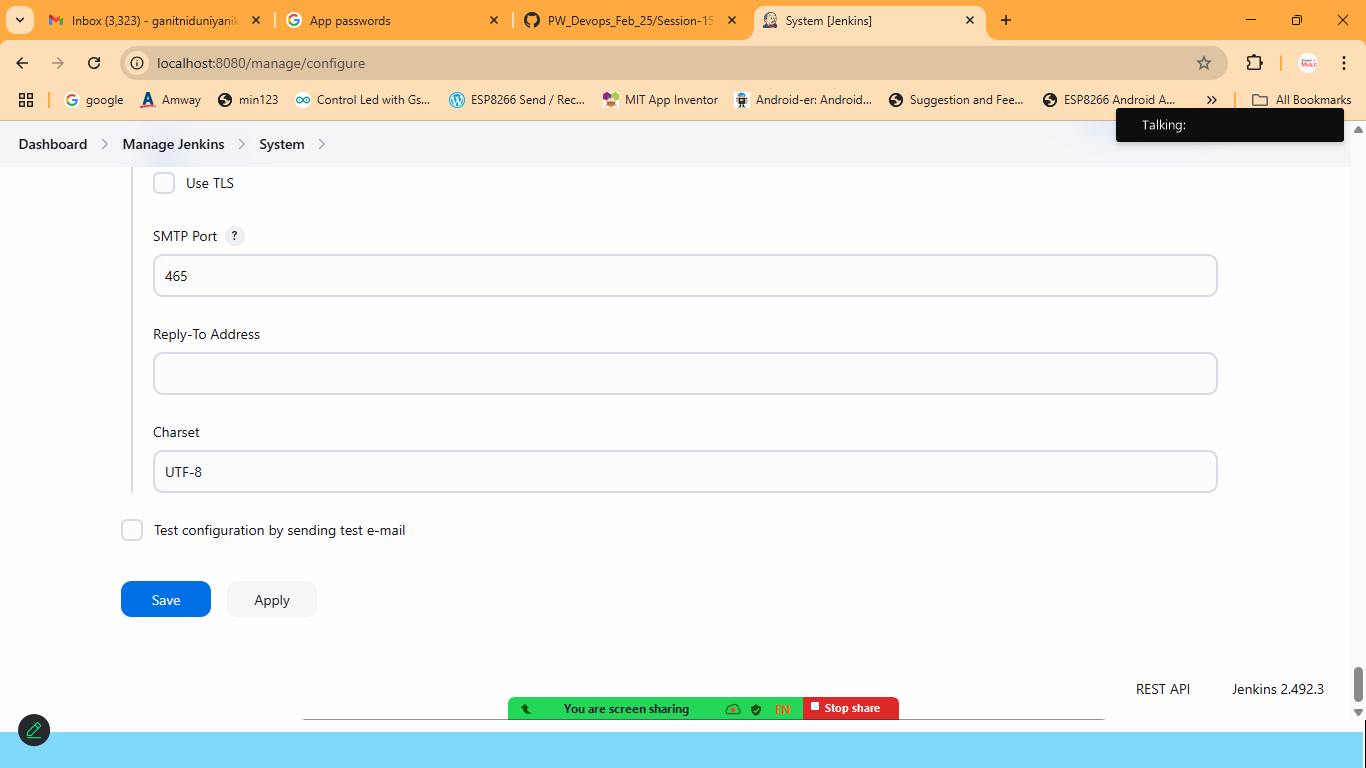 Inbox (3,323) - ganitniduniyanik
App passwords
PW_Devops_Feb_25/Session-15
System [Jenkins]
localhost:8080/manage/configure
google
Amway
min123
Control Led with Gs...
ESP8266 Send / Rec...
MIT App Inventor
Android-er: Android...
Suggestion and Fee...
ESP8266 Android A...
All Bookmarks
Talking:
Dashboard
Manage Jenkins
System
Use TLS
SMTP Port ?
465
Reply-To Address
Charset
UTF-8
Test configuration by sending test e-mail
Save
Apply
REST API
Jenkins 2.492.3
You are screen sharing
EN
Stop share